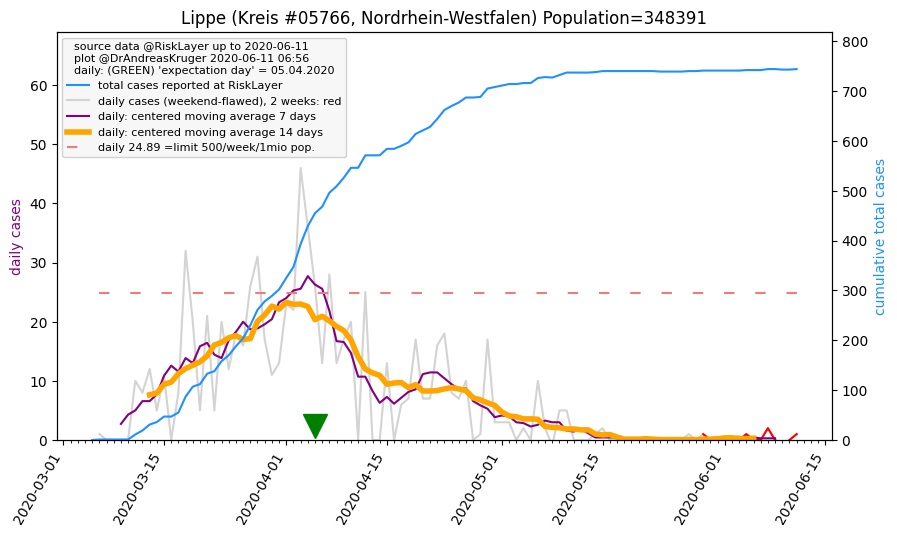 Lippe (Kreis #05766, Nordrhein-Westfalen) Population=348391
source data @RiskLayer up to 2020-06-11
plot @DrAndreasKruger 2020-06-11 06:56
daily: (GREEN) 'expectation day' = 05.04.2020
total cases reported at RiskLayer
daily cases (weekend-flawed), 2 weeks: red
daily: centered moving average 7 days
daily: centered moving average 14 days
daily 24.89 =limit 500/week/1mio pop.
daily cases
60
50
40
30
20
10
0
cumulative total cases
800
700
600
500
400
300
200
100
0
2020-03-01
2020-03-15
2020-04-01
2020-04-15
2020-05-01
2020-05-15
2020-06-01
2020-06-15